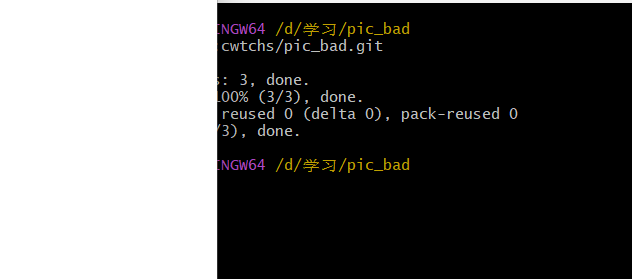 INGW64 /d/学习/pic_bad
cwtchs/pic_bad.git
: 3, done.
100% (3/3), done.
reused 0 (delta 0), pack-reused 0
/3), done.
INGW64 /d/学习/pic_bad